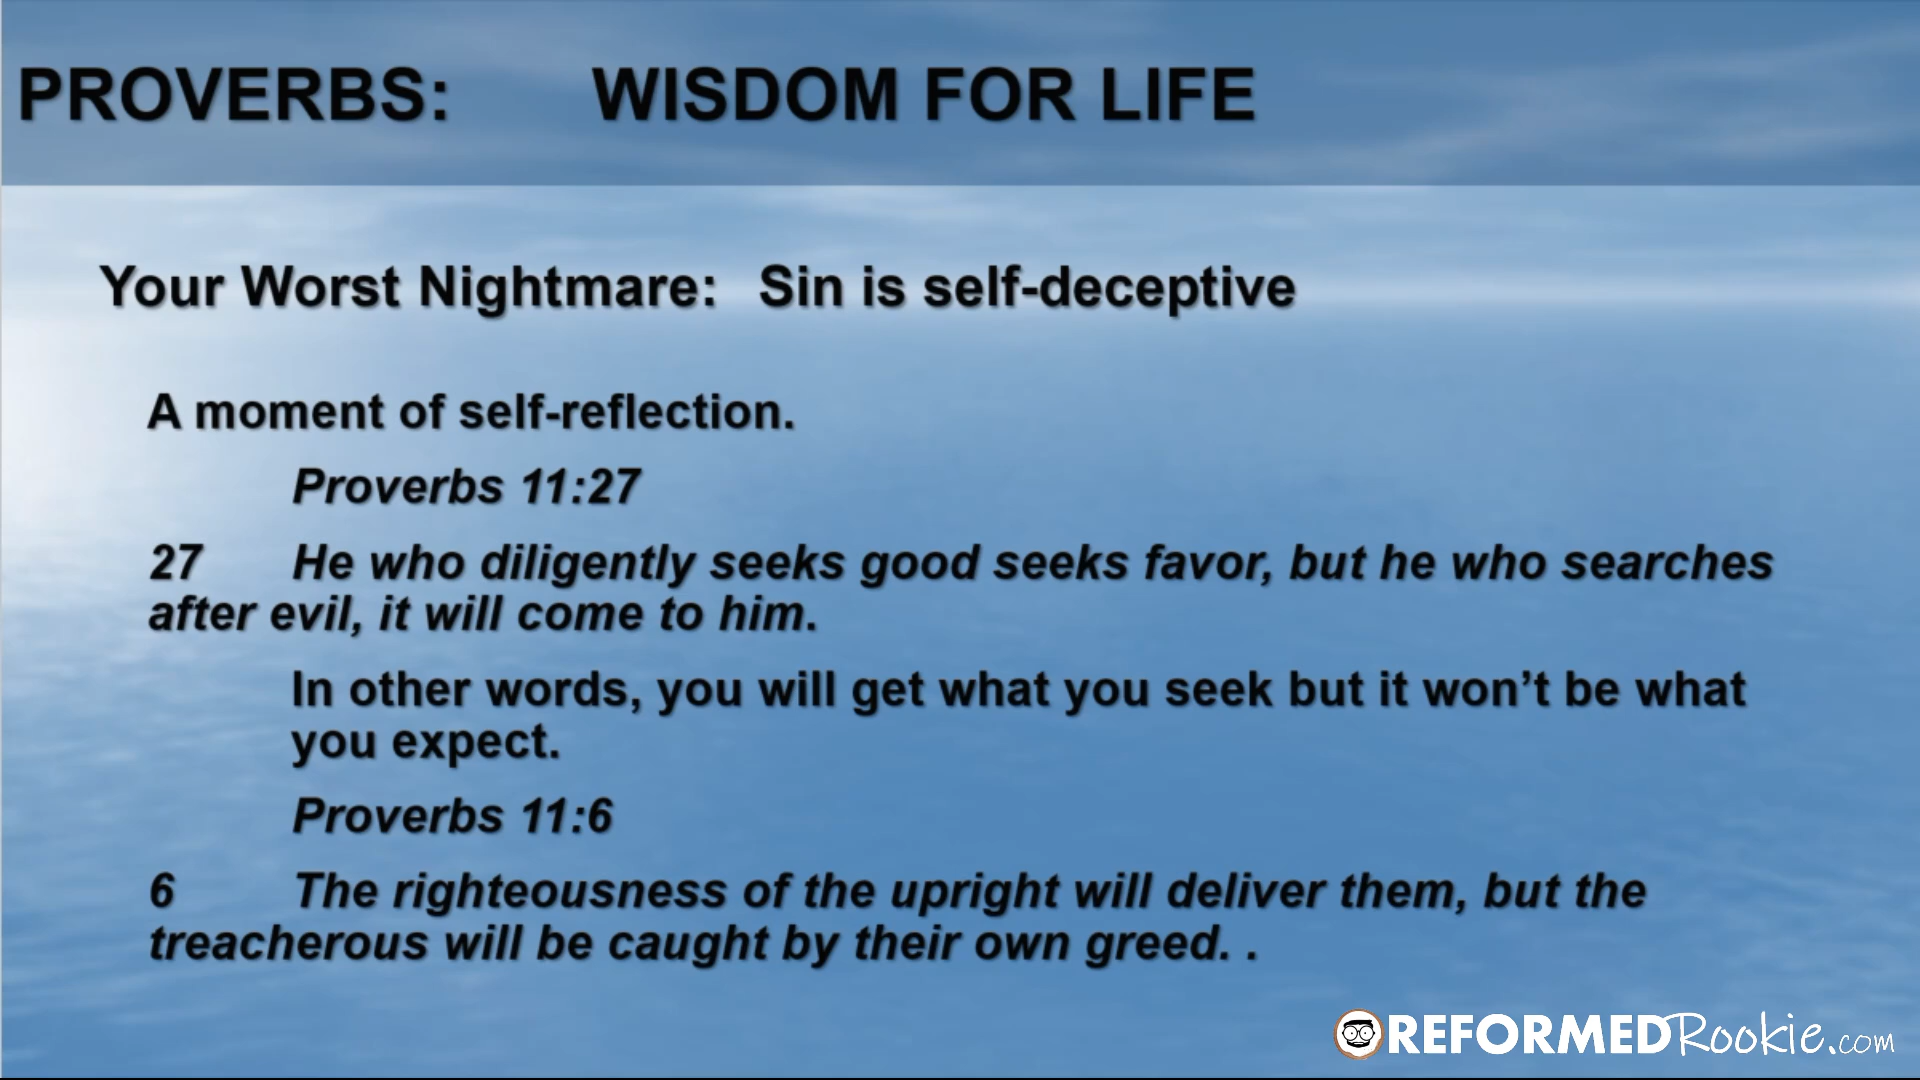 PROVERBS: WISDOM FOR LIFE
Your Worst Nightmare: Sin is self-deceptive
A moment of self-reflection.
Proverbs 11:27
27 He who diligently seeks good seeks favor, but he who searches
after evil, it will come to him.
In other words, you will get what you seek but it won’t be what
you expect.
Proverbs 11:6
6 The righteousness of the upright will deliver them, but the
treacherous will be caught by their own greed. .
REFORMEDRookie.com